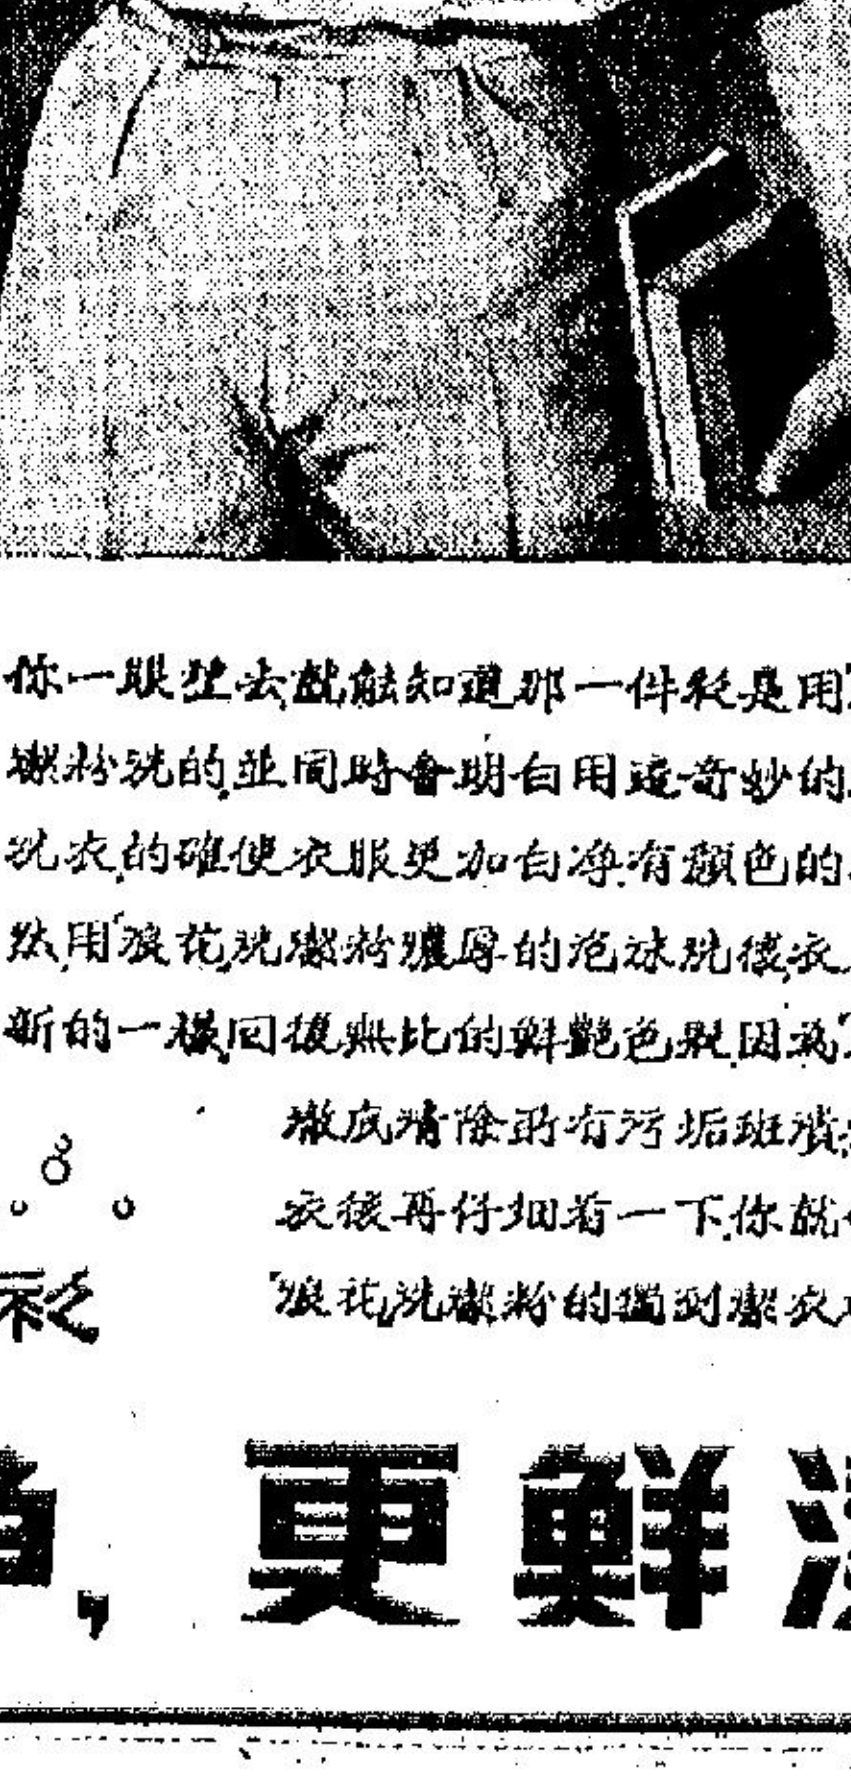 你一眼望去,就能知道那一件衫是用"
潔粉洗的,並同時會明白用這奇妙的
洗衣,的確使衣服更加白净,有顏色的
然,用"浪花"洗潔粉濃厚的泡沫洗後,衣
新的一樣,回復無比的鮮艷色彩,因為"
澈底清除所有污垢斑漬
衣後再仔細看一下,你就
"浪花"洗潔粉的獨到潔衣
更鮮